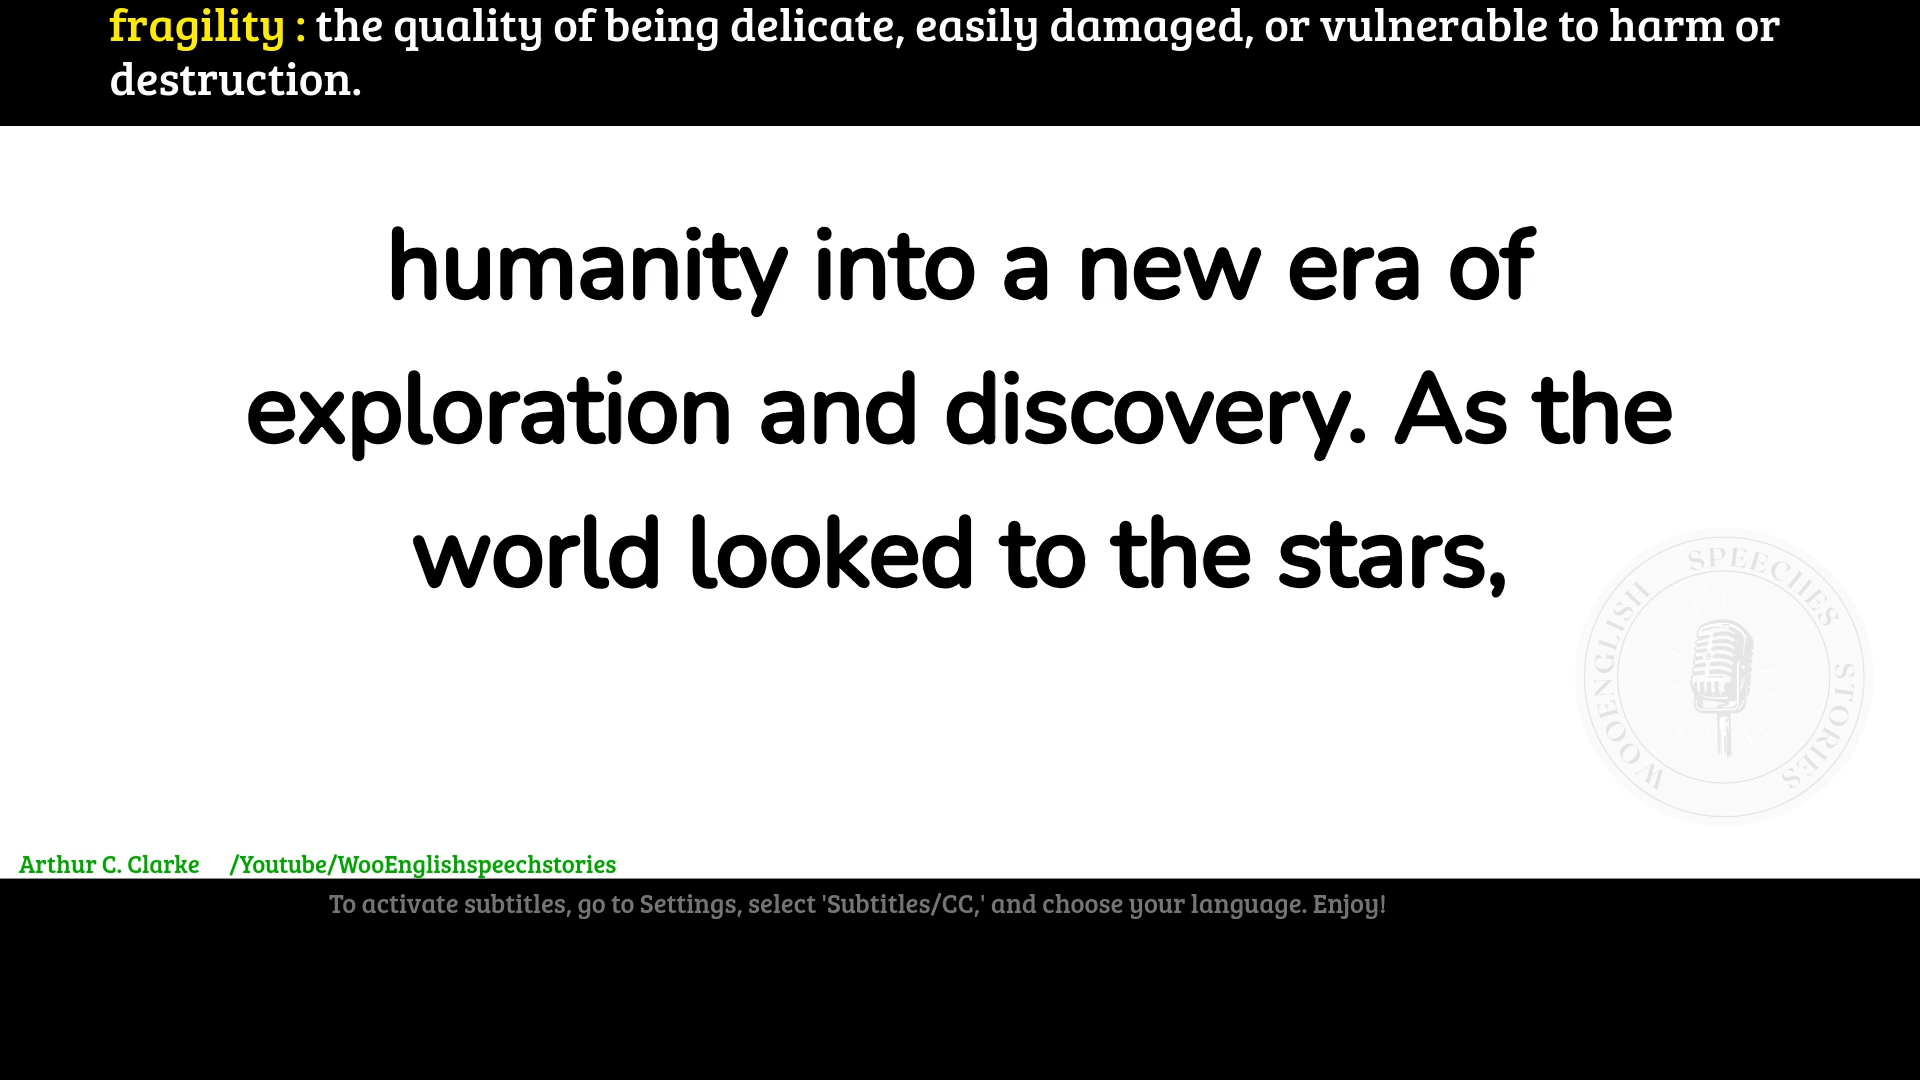 fragility : the quality of being delicate, easily damaged, or vulnerable to harm or
destruction.
humanity into a new era of
exploration and discovery. As the
world looked to the stars,
WOOENGLISH SPEECHES STORIES
Arthur C. Clarke /Youtube/WooEnglishspeechstories
To activate subtitles, go to Settings, select 'Subtitles/CC,' and choose your language. Enjoy!